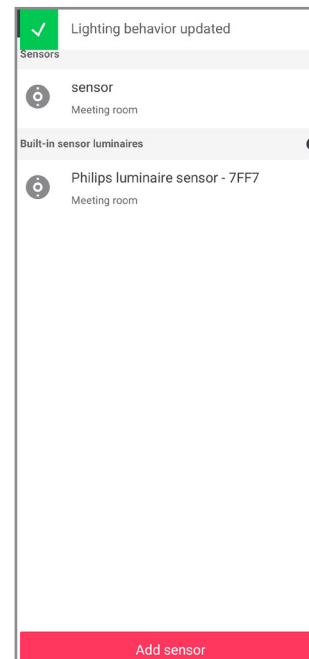 Lighting behavior updated
Sensors
sensor
Meeting room
Built-in sensor luminaires
Philips luminaire sensor - 7FF7
Meeting room
Add sensor